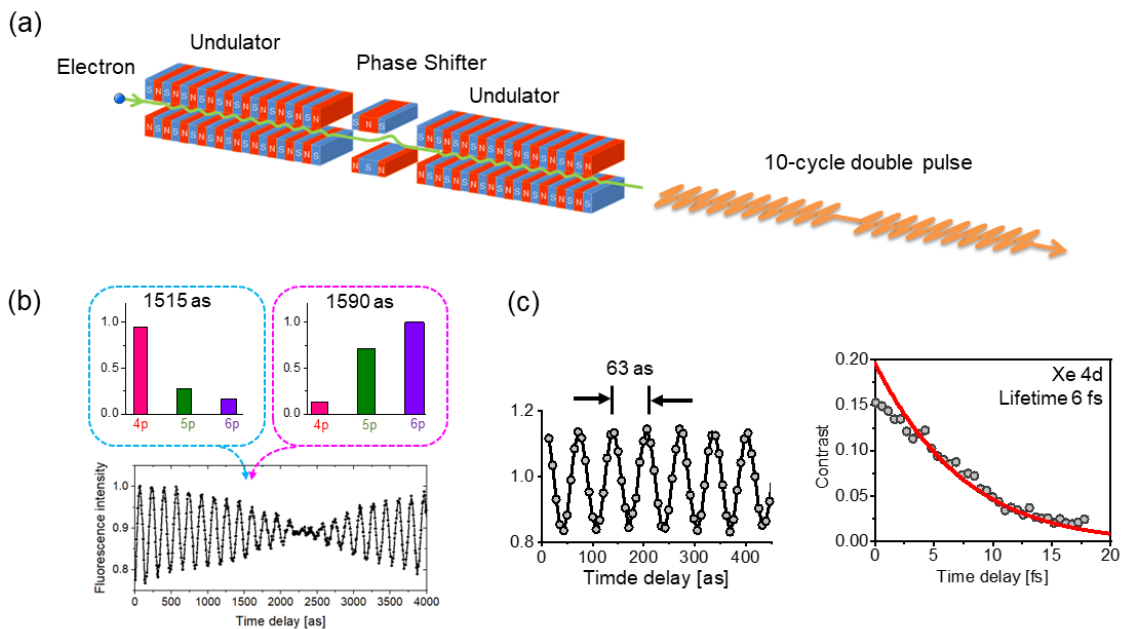 (a)
Undulator
Electron
Phase Shifter
Undulator
10-cycle double pulse
(b)
1515 as
1.0
0.5
0.0
4p 5p 6p
1590 as
1.0
0.5
0.0
4p 5p 6p
Fluorescence intensity
1.0
0.9
0.8
0 500 1000 1500 2000 2500 3000 3500 4000
Time delay [as]
(c)
63 as
1.2
1.0
0.8
0 100 200 300 400
Timde delay [as]
Xe 4d
Lifetime 6 fs
Contrast
0.20
0.15
0.10
0.05
0.00
0 5 10 15 20
Time delay [fs]